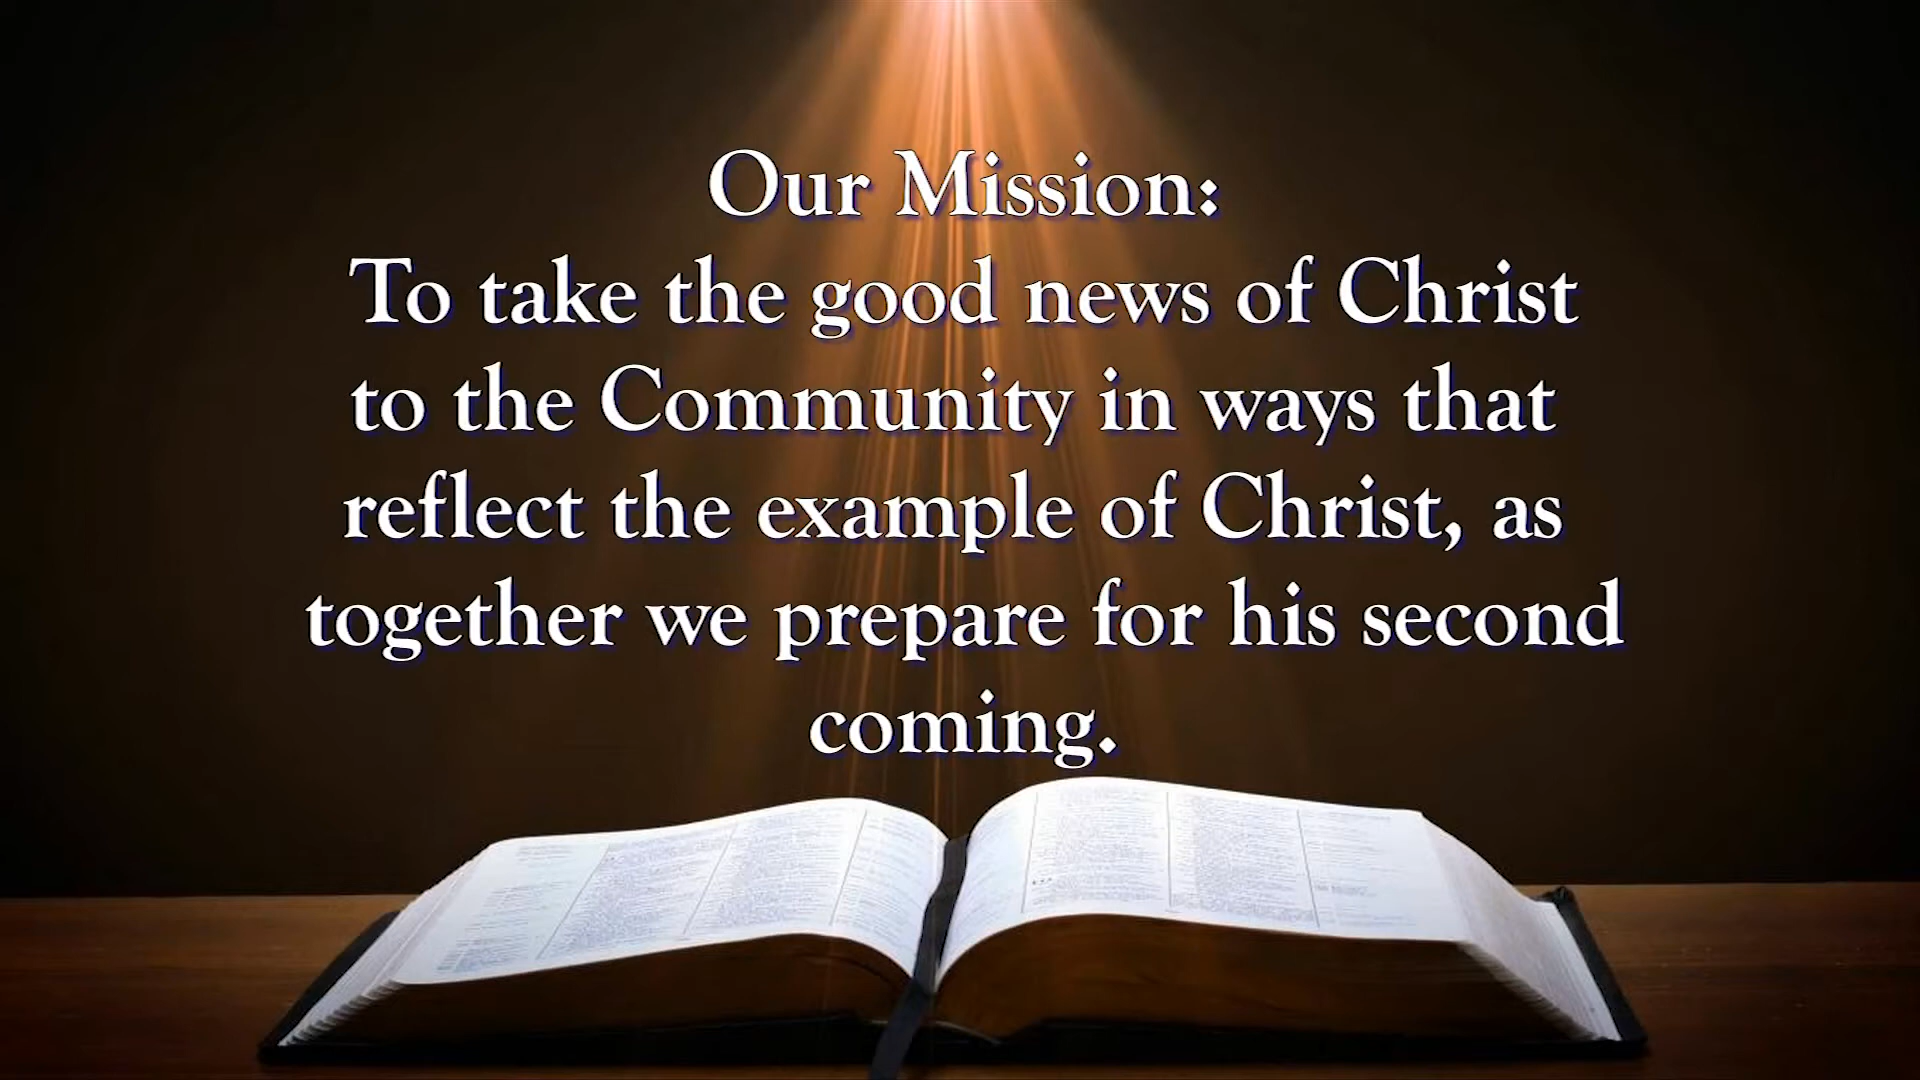 Our Mission:
To take the good news of Christ
to the Community in ways that
reflect the example of Christ, as
together we prepare for his second
coming.